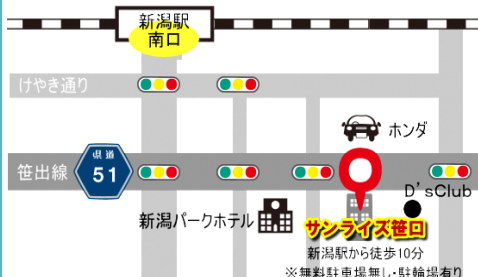 新潟駅
南口
けやき通り
ホンダ
笹出線
県道
51
D'sClub
新潟パークホテル
サンライズ笹口
新潟駅から徒歩10分
※無料駐車場無し・駐輪場有り